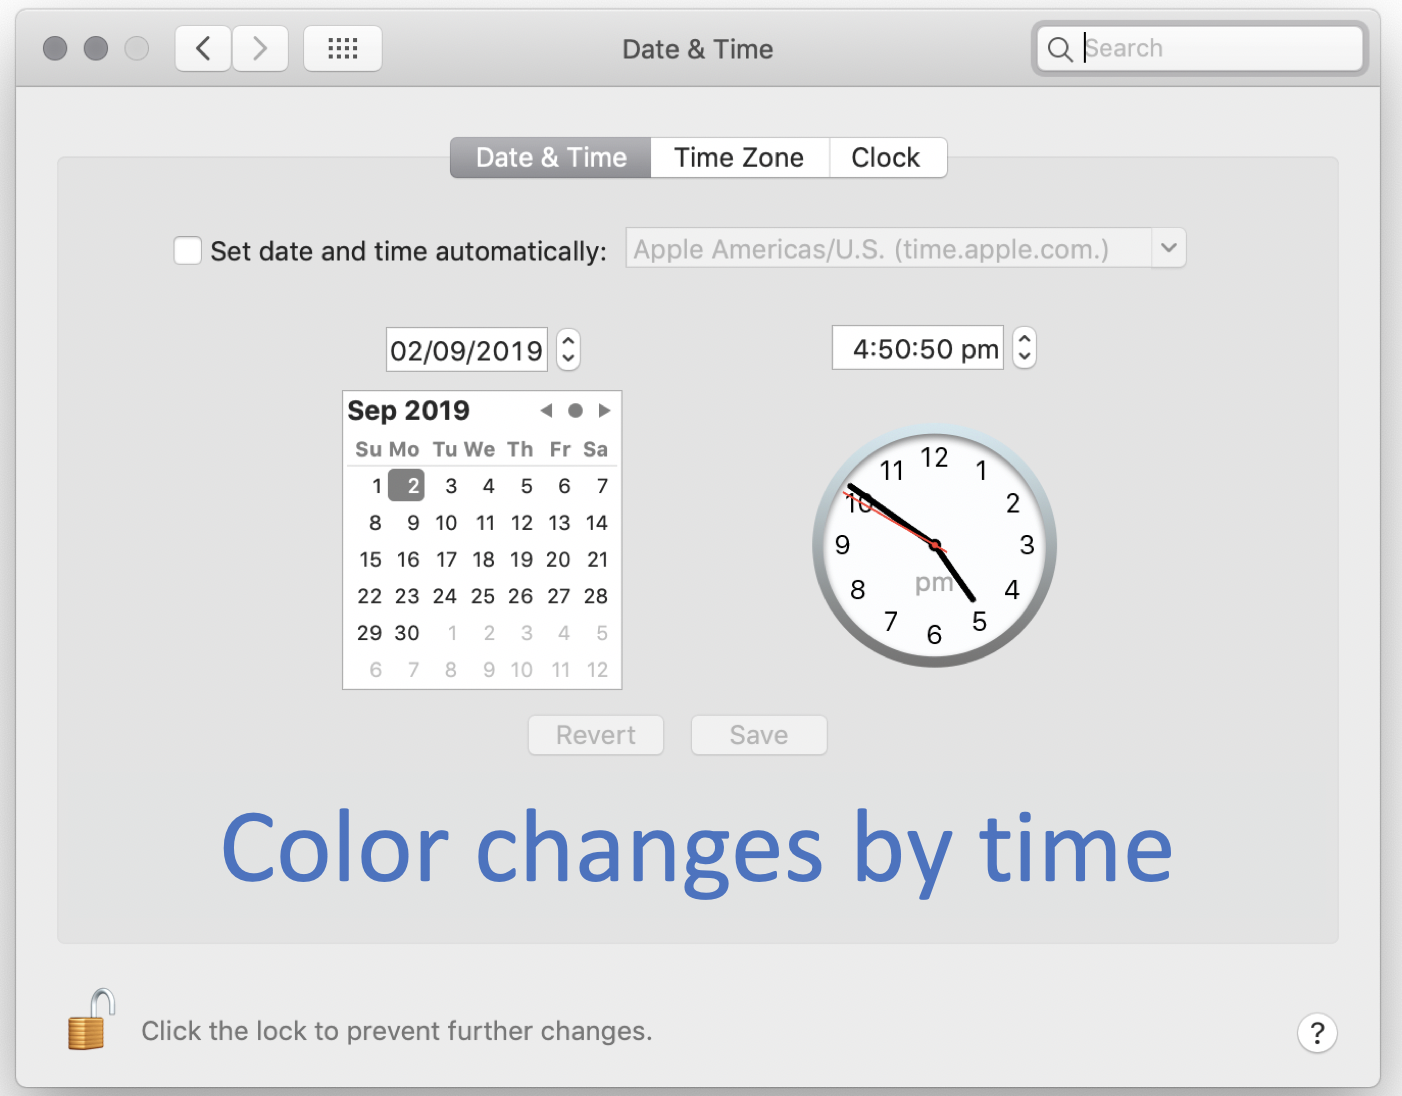 Date & Time
Search
Date & Time Time Zone Clock
Set date and time automatically: Apple Americas/U.S. (time.apple.com.)
02/09/2019
4:50:50 pm
Sep 2019
Su Mo Tu We Th Fr Sa
1 2 3 4 5 6 7
8 9 10 11 12 13 14
15 16 17 18 19 20 21
22 23 24 25 26 27 28
29 30 1 2 3 4 5
6 7 8 9 10 11 12
12
11 1
10 2
9 3
pm
8 4
7 5
6
Revert Save
Color changes by time
Click the lock to prevent further changes.
?